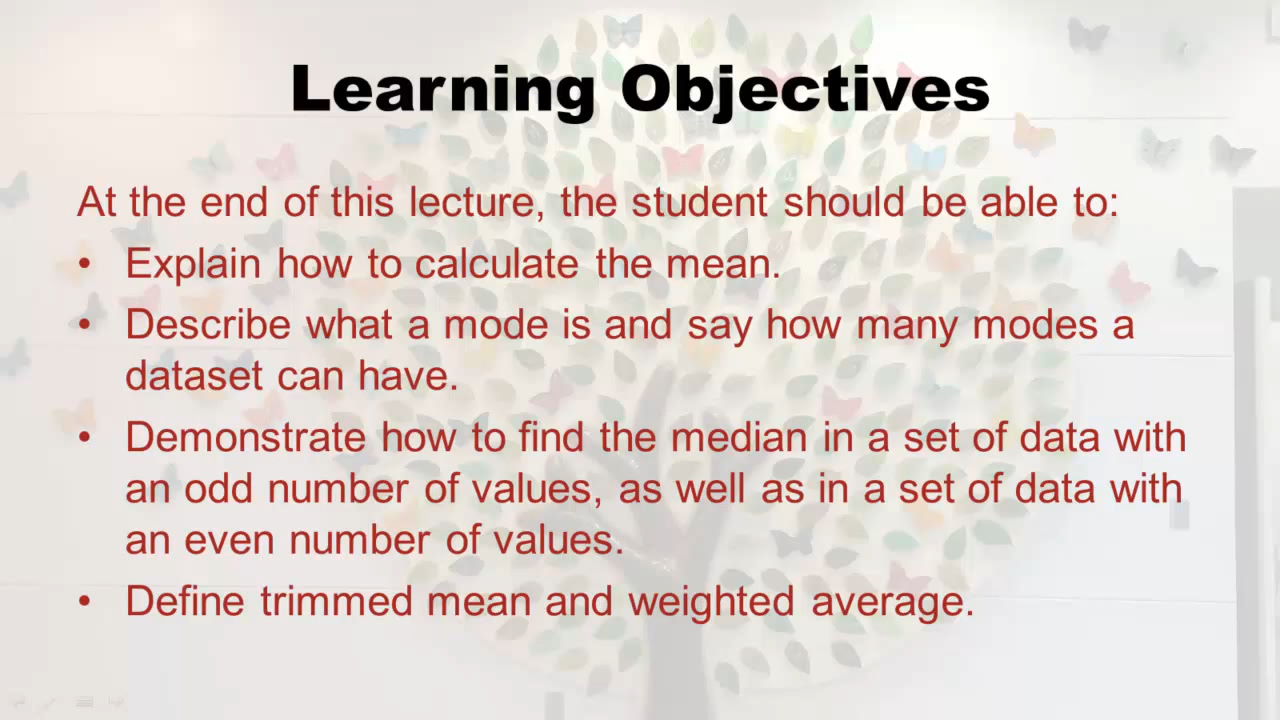 Learning Objectives
At the end of this lecture, the student should be able to:
• Explain how to calculate the mean.
• Describe what a mode is and say how many modes a
dataset can have.
• Demonstrate how to find the median in a set of data with
an odd number of values, as well as in a set of data with
an even number of values.
• Define trimmed mean and weighted average.